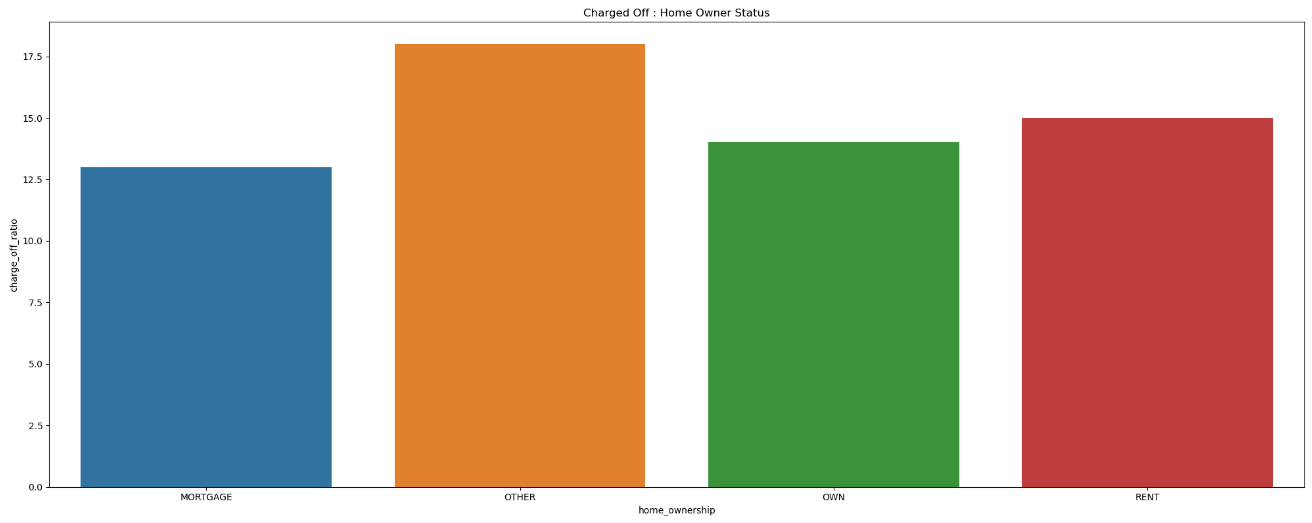 Charged Off : Home Owner Status
charge_off_ratio
17.5
15.0
12.5
10.0
7.5
5.0
2.5
0.0
MORTGAGE OTHER OWN RENT
home_ownership